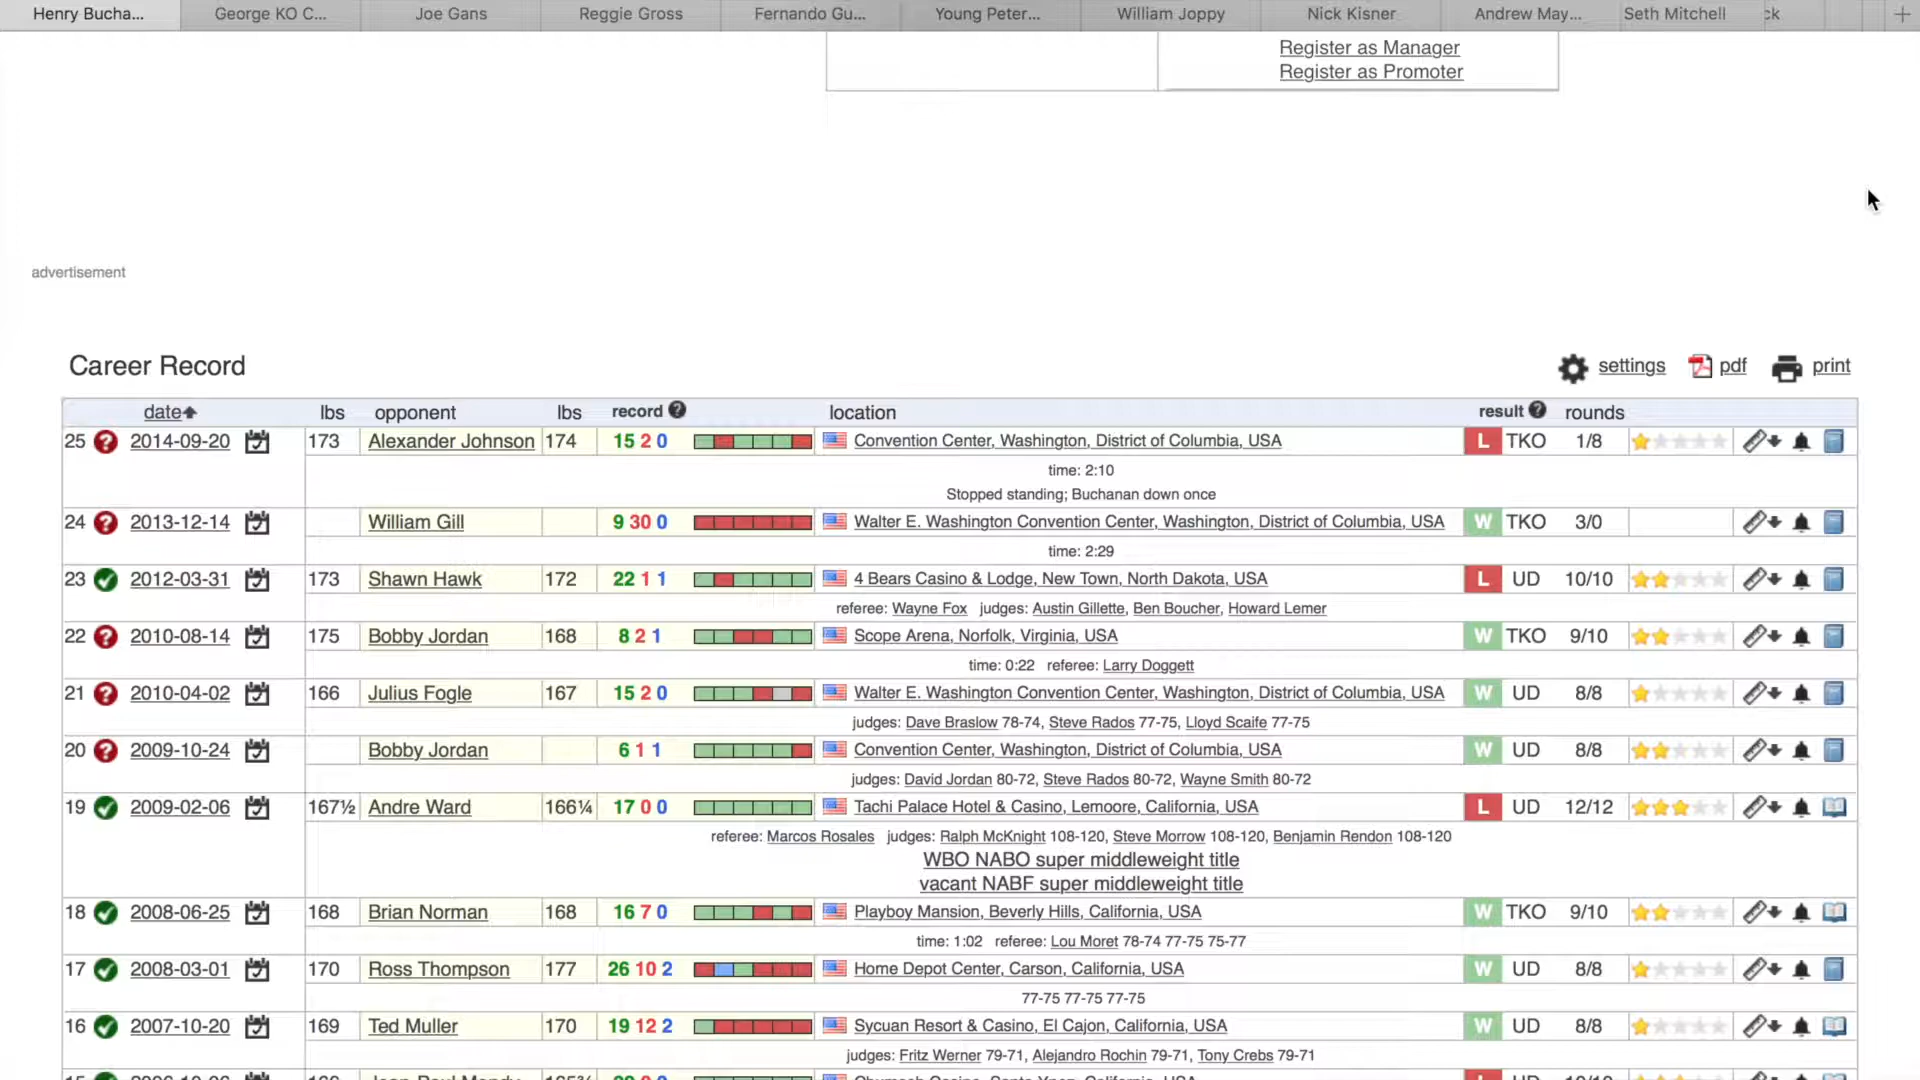 Henry Bucha... George KO C... Joe Gans Reggie Gross Fernando Gu... Young Peter... William Joppy Nick Kisner Andrew May... Seth Mitchell ck
Register as Manager
Register as Promoter
advertisement
Career Record settings pdf print
date lbs opponent lbs record location result rounds
25 2014-09-20 173 Alexander Johnson 174 15 2 0 Convention Center, Washington, District of Columbia, USA L TKO 1/8
time: 2:10
Stopped standing; Buchanan down once
24 2013-12-14 William Gill 9 30 0 Walter E. Washington Convention Center, Washington, District of Columbia, USA W TKO 3/0
time: 2:29
23 2012-03-31 173 Shawn Hawk 172 22 1 1 4 Bears Casino & Lodge, New Town, North Dakota, USA L UD 10/10
referee: Wayne Fox judges: Austin Gillette, Ben Boucher, Howard Lemer
22 2010-08-14 175 Bobby Jordan 168 8 2 1 Scope Arena, Norfolk, Virginia, USA W TKO 9/10
time: 0:22 referee: Larry Doggett
21 2010-04-02 166 Julius Fogle 167 15 2 0 Walter E. Washington Convention Center, Washington, District of Columbia, USA W UD 8/8
judges: Dave Braslow 78-74, Steve Rados 77-75, Lloyd Scaife 77-75
20 2009-10-24 Bobby Jordan 6 1 1 Convention Center, Washington, District of Columbia, USA W UD 8/8
judges: David Jordan 80-72, Steve Rados 80-72, Wayne Smith 80-72
19 2009-02-06 167½ Andre Ward 166¼ 17 0 0 Tachi Palace Hotel & Casino, Lemoore, California, USA L UD 12/12
referee: Marcos Rosales judges: Ralph McKnight 108-120, Steve Morrow 108-120, Benjamin Rendon 108-120
WBO NABO super middleweight title
vacant NABF super middleweight title
18 2008-06-25 168 Brian Norman 168 16 7 0 Playboy Mansion, Beverly Hills, California, USA W TKO 9/10
time: 1:02 referee: Lou Moret 78-74 77-75 75-77
17 2008-03-01 170 Ross Thompson 177 26 10 2 Home Depot Center, Carson, California, USA W UD 8/8
77-75 77-75 77-75
16 2007-10-20 169 Ted Muller 170 19 12 2 Sycuan Resort & Casino, El Cajon, California, USA W UD 8/8
judges: Fritz Werner 79-71, Alejandro Rochin 79-71, Tony Crebs 79-71